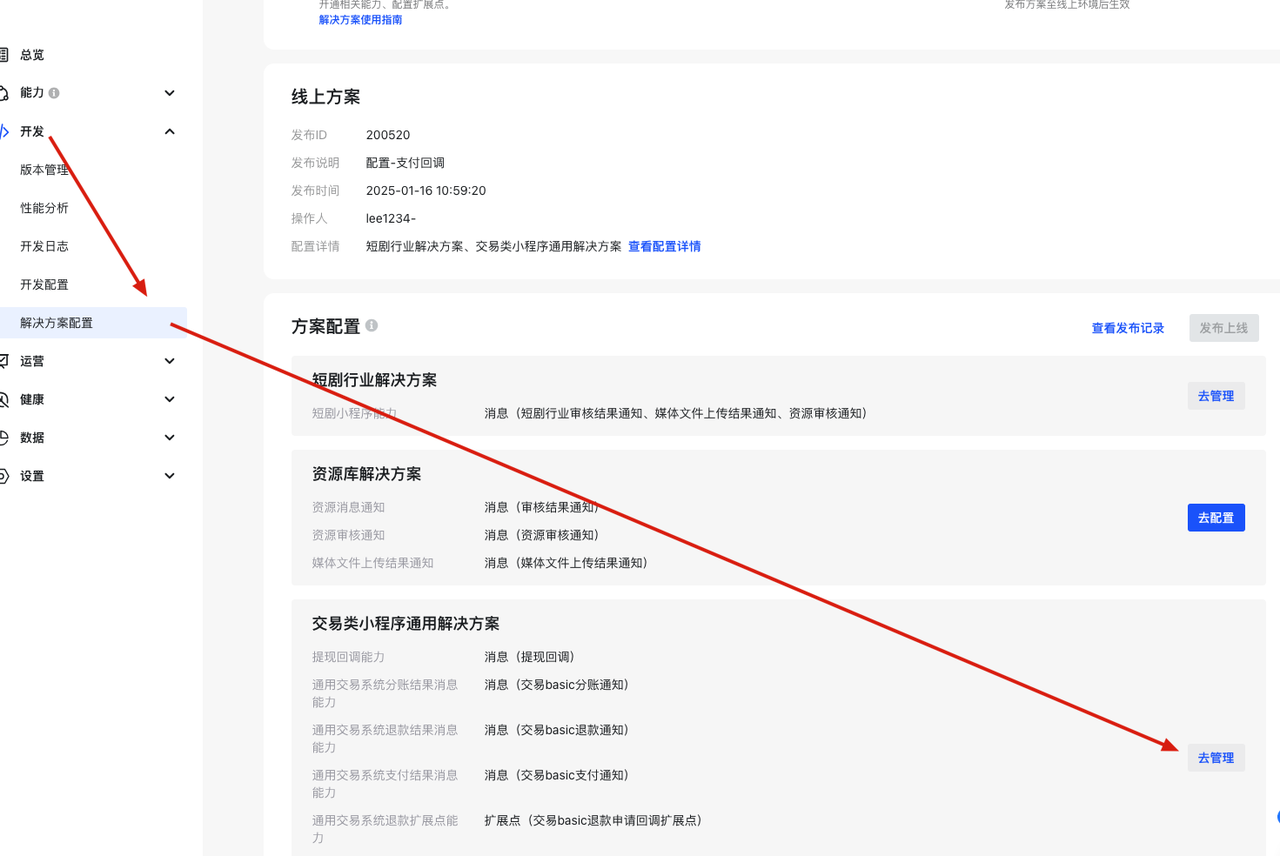 开通相关能力、配置扩展点。
发布方案至线上环境后生效
解决方案使用指南
总览
能力
开发
版本管理
性能分析
开发日志
开发配置
解决方案配置
运营
健康
数据
设置
线上方案
发布ID 200520
发布说明 配置-支付回调
发布时间 2025-01-16 10:59:20
操作人 lee1234-
配置详情 短剧行业解决方案、交易类小程序通用解决方案 查看配置详情
方案配置
查看发布记录 发布上线
短剧行业解决方案
短剧小程序能力 消息（短剧行业审核结果通知、媒体文件上传结果通知、资源审核通知）
去管理
资源库解决方案
资源消息通知 消息（审核结果通知）
资源审核通知 消息（资源审核通知）
媒体文件上传结果通知 消息（媒体文件上传结果通知）
去配置
交易类小程序通用解决方案
提现回调能力 消息（提现回调）
通用交易系统分账结果消息 消息（交易basic分账通知）
能力
通用交易系统退款结果消息 消息（交易basic退款通知）
能力
通用交易系统支付结果消息 消息（交易basic支付通知）
能力
通用交易系统退款扩展点能 扩展点（交易basic退款申请回调扩展点）
力
去管理